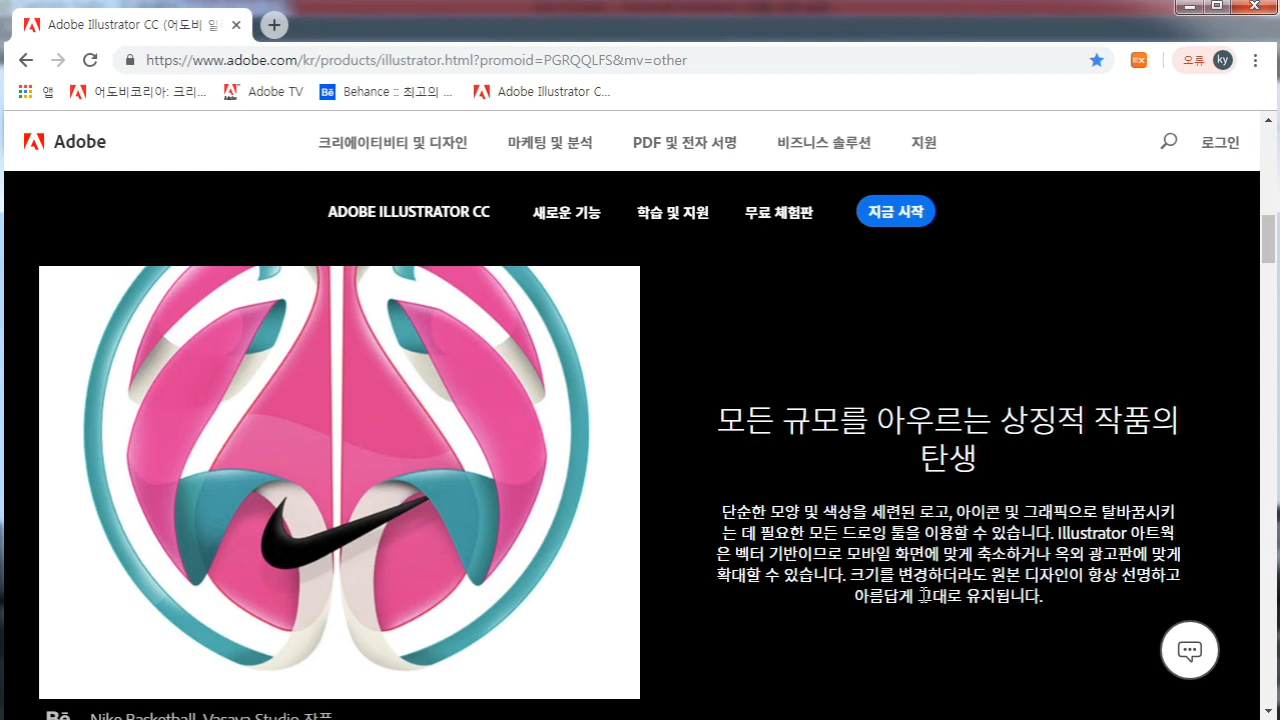 Adobe Illustrator CC (어도비 일
https://www.adobe.com/kr/products/illustrator.html?promoid=PGRQQLFS&mv=other
오류 ky
앱 어도비코리아: 크리... Adobe TV Bē Behance :: 최고의 ... Adobe Illustrator C...
Adobe 크리에이티비티 및 디자인 마케팅 및 분석 PDF 및 전자 서명 비즈니스 솔루션 지원 로그인
ADOBE ILLUSTRATOR CC 새로운 기능 학습 및 지원 무료 체험판 지금 시작
모든 규모를 아우르는 상징적 작품의
탄생
단순한 모양 및 색상을 세련된 로고, 아이콘 및 그래픽으로 탈바꿈시키
는 데 필요한 모든 드로잉 툴을 이용할 수 있습니다. Illustrator 아트웍
은 벡터 기반이므로 모바일 화면에 맞게 축소하거나 옥외 광고판에 맞게
확대할 수 있습니다. 크기를 변경하더라도 원본 디자인이 항상 선명하고
아름답게 그대로 유지됩니다.
Bē Nike Basketball, Vasava Studio 작품